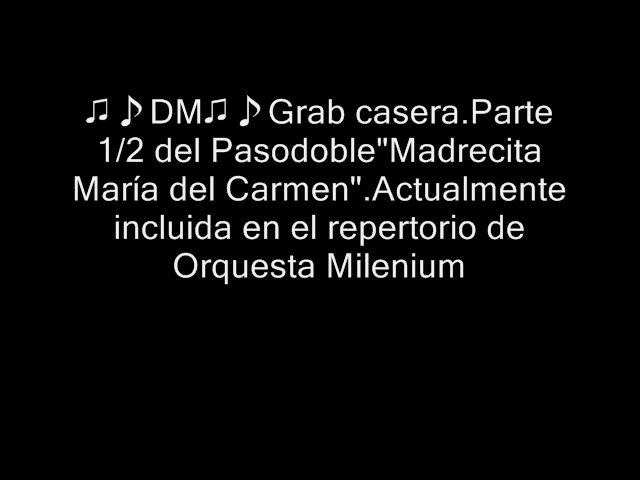 ♫♪DM♫♪Grab casera.Parte
1/2 del Pasodoble"Madrecita
María del Carmen".Actualmente
incluida en el repertorio de
Orquesta Milenium